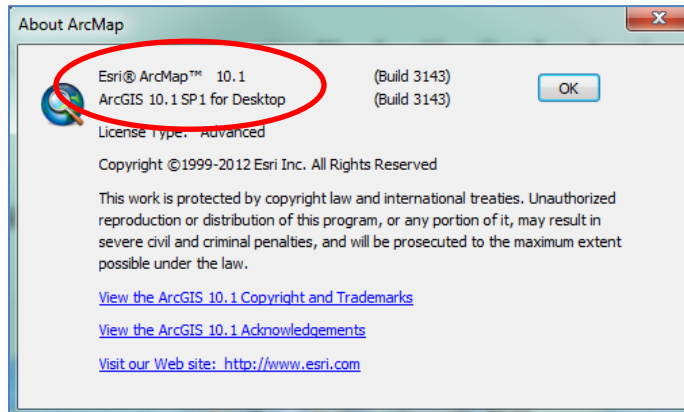 About ArcMap
Esri® ArcMap™ 10.1 (Build 3143)
ArcGIS 10.1 SP1 for Desktop (Build 3143)
OK
License Type: Advanced
Copyright ©1999-2012 Esri Inc. All Rights Reserved
This work is protected by copyright law and international treaties. Unauthorized
reproduction or distribution of this program, or any portion of it, may result in
severe civil and criminal penalties, and will be prosecuted to the maximum extent
possible under the law.
View the ArcGIS 10.1 Copyright and Trademarks
View the ArcGIS 10.1 Acknowledgements
Visit our Web site: http://www.esri.com